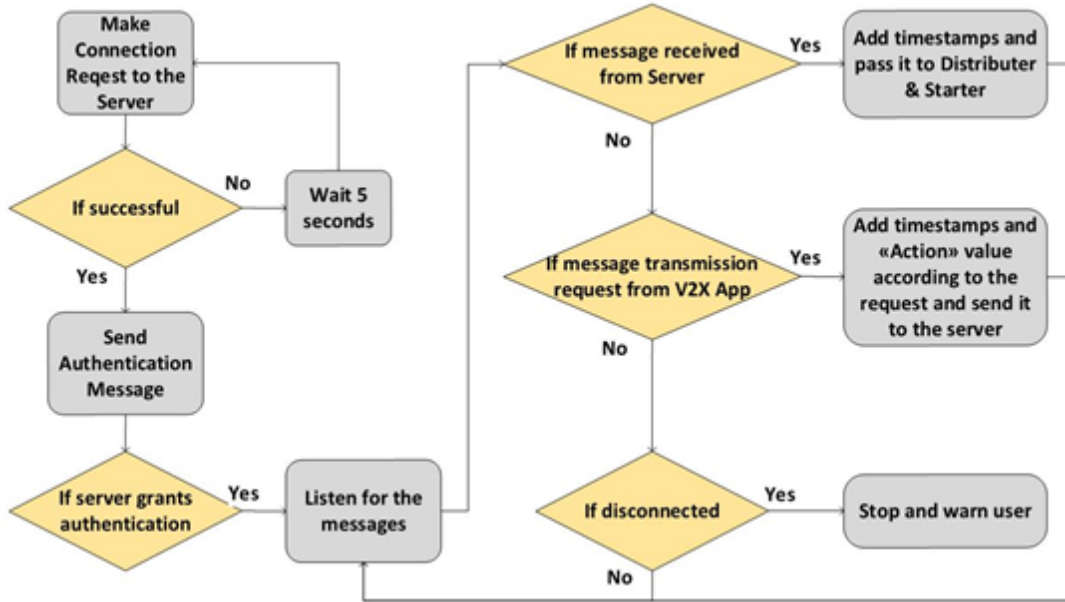 Make
Connection
Reqest to the
Server
If successful
No
Wait 5
seconds
Yes
Send
Authentication
Message
If server grants
authentication
Yes
Listen for the
messages
If message received
from Server
Yes
Add timestamps and
pass it to Distributer
& Starter
No
If message transmission
request from V2X App
Yes
Add timestamps and
«Action» value
according to the
request and send it
to the server
No
If disconnected
Yes
Stop and warn user
No